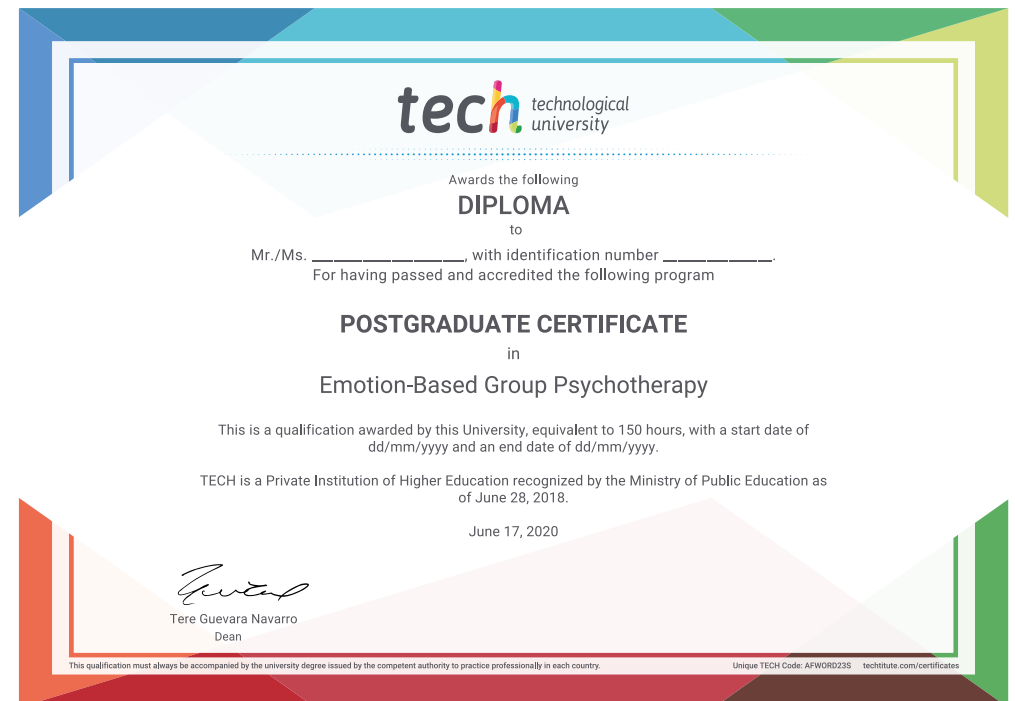 tech technological
university
Awards the following
DIPLOMA
to
Mr./Ms. __________________, with identification number _____________.
For having passed and accredited the following program
POSTGRADUATE CERTIFICATE
in
Emotion-Based Group Psychotherapy
This is a qualification awarded by this University, equivalent to 150 hours, with a start date of
dd/mm/yyyy and an end date of dd/mm/yyyy.
TECH is a Private Institution of Higher Education recognized by the Ministry of Public Education as
of June 28, 2018.
June 17, 2020
Tere Guevara Navarro
Dean
This qualification must always be accompanied by the university degree issued by the competent authority to practice professionally in each country.
Unique TECH Code: AFWORD23S techtitute.com/certificates